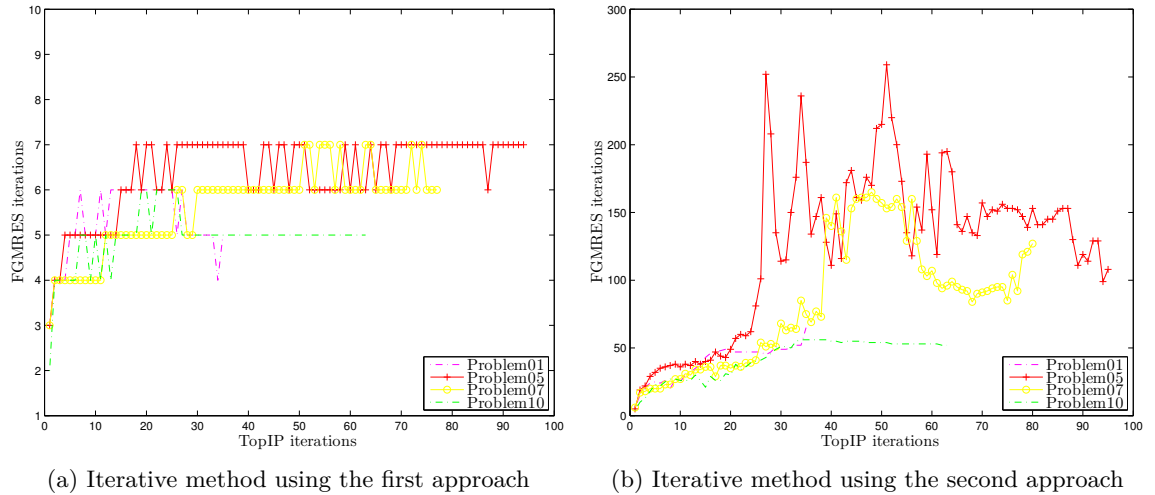 10
9
8
7
6
5
4
3
2
1
FGMRES iterations
0 10 20 30 40 50 60 70 80 90 100
TopIP iterations
Problem01
Problem05
Problem07
Problem10
(a) Iterative method using the first approach
300
250
200
150
100
50
0
FGMRES iterations
0 10 20 30 40 50 60 70 80 90 100
TopIP iterations
Problem01
Problem05
Problem07
Problem10
(b) Iterative method using the second approach